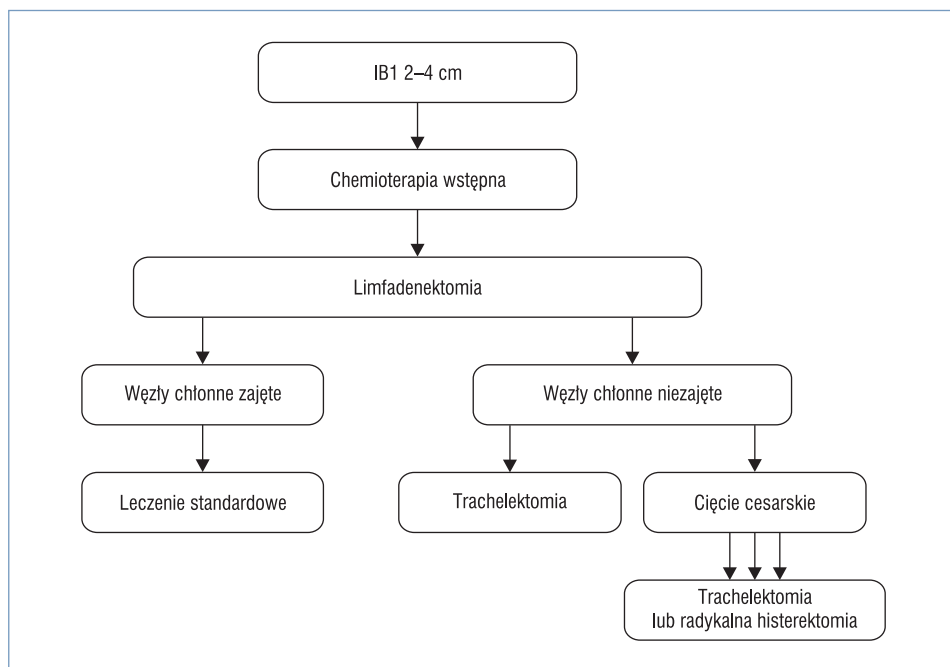 IB1 2–4 cm
Chemioterapia wstępna
Limfadenektomia
Węzły chłonne zajęte
Węzły chłonne niezajęte
Leczenie standardowe
Trachelektomia
Cięcie cesarskie
Trachelektomia
lub radykalna histerektomia